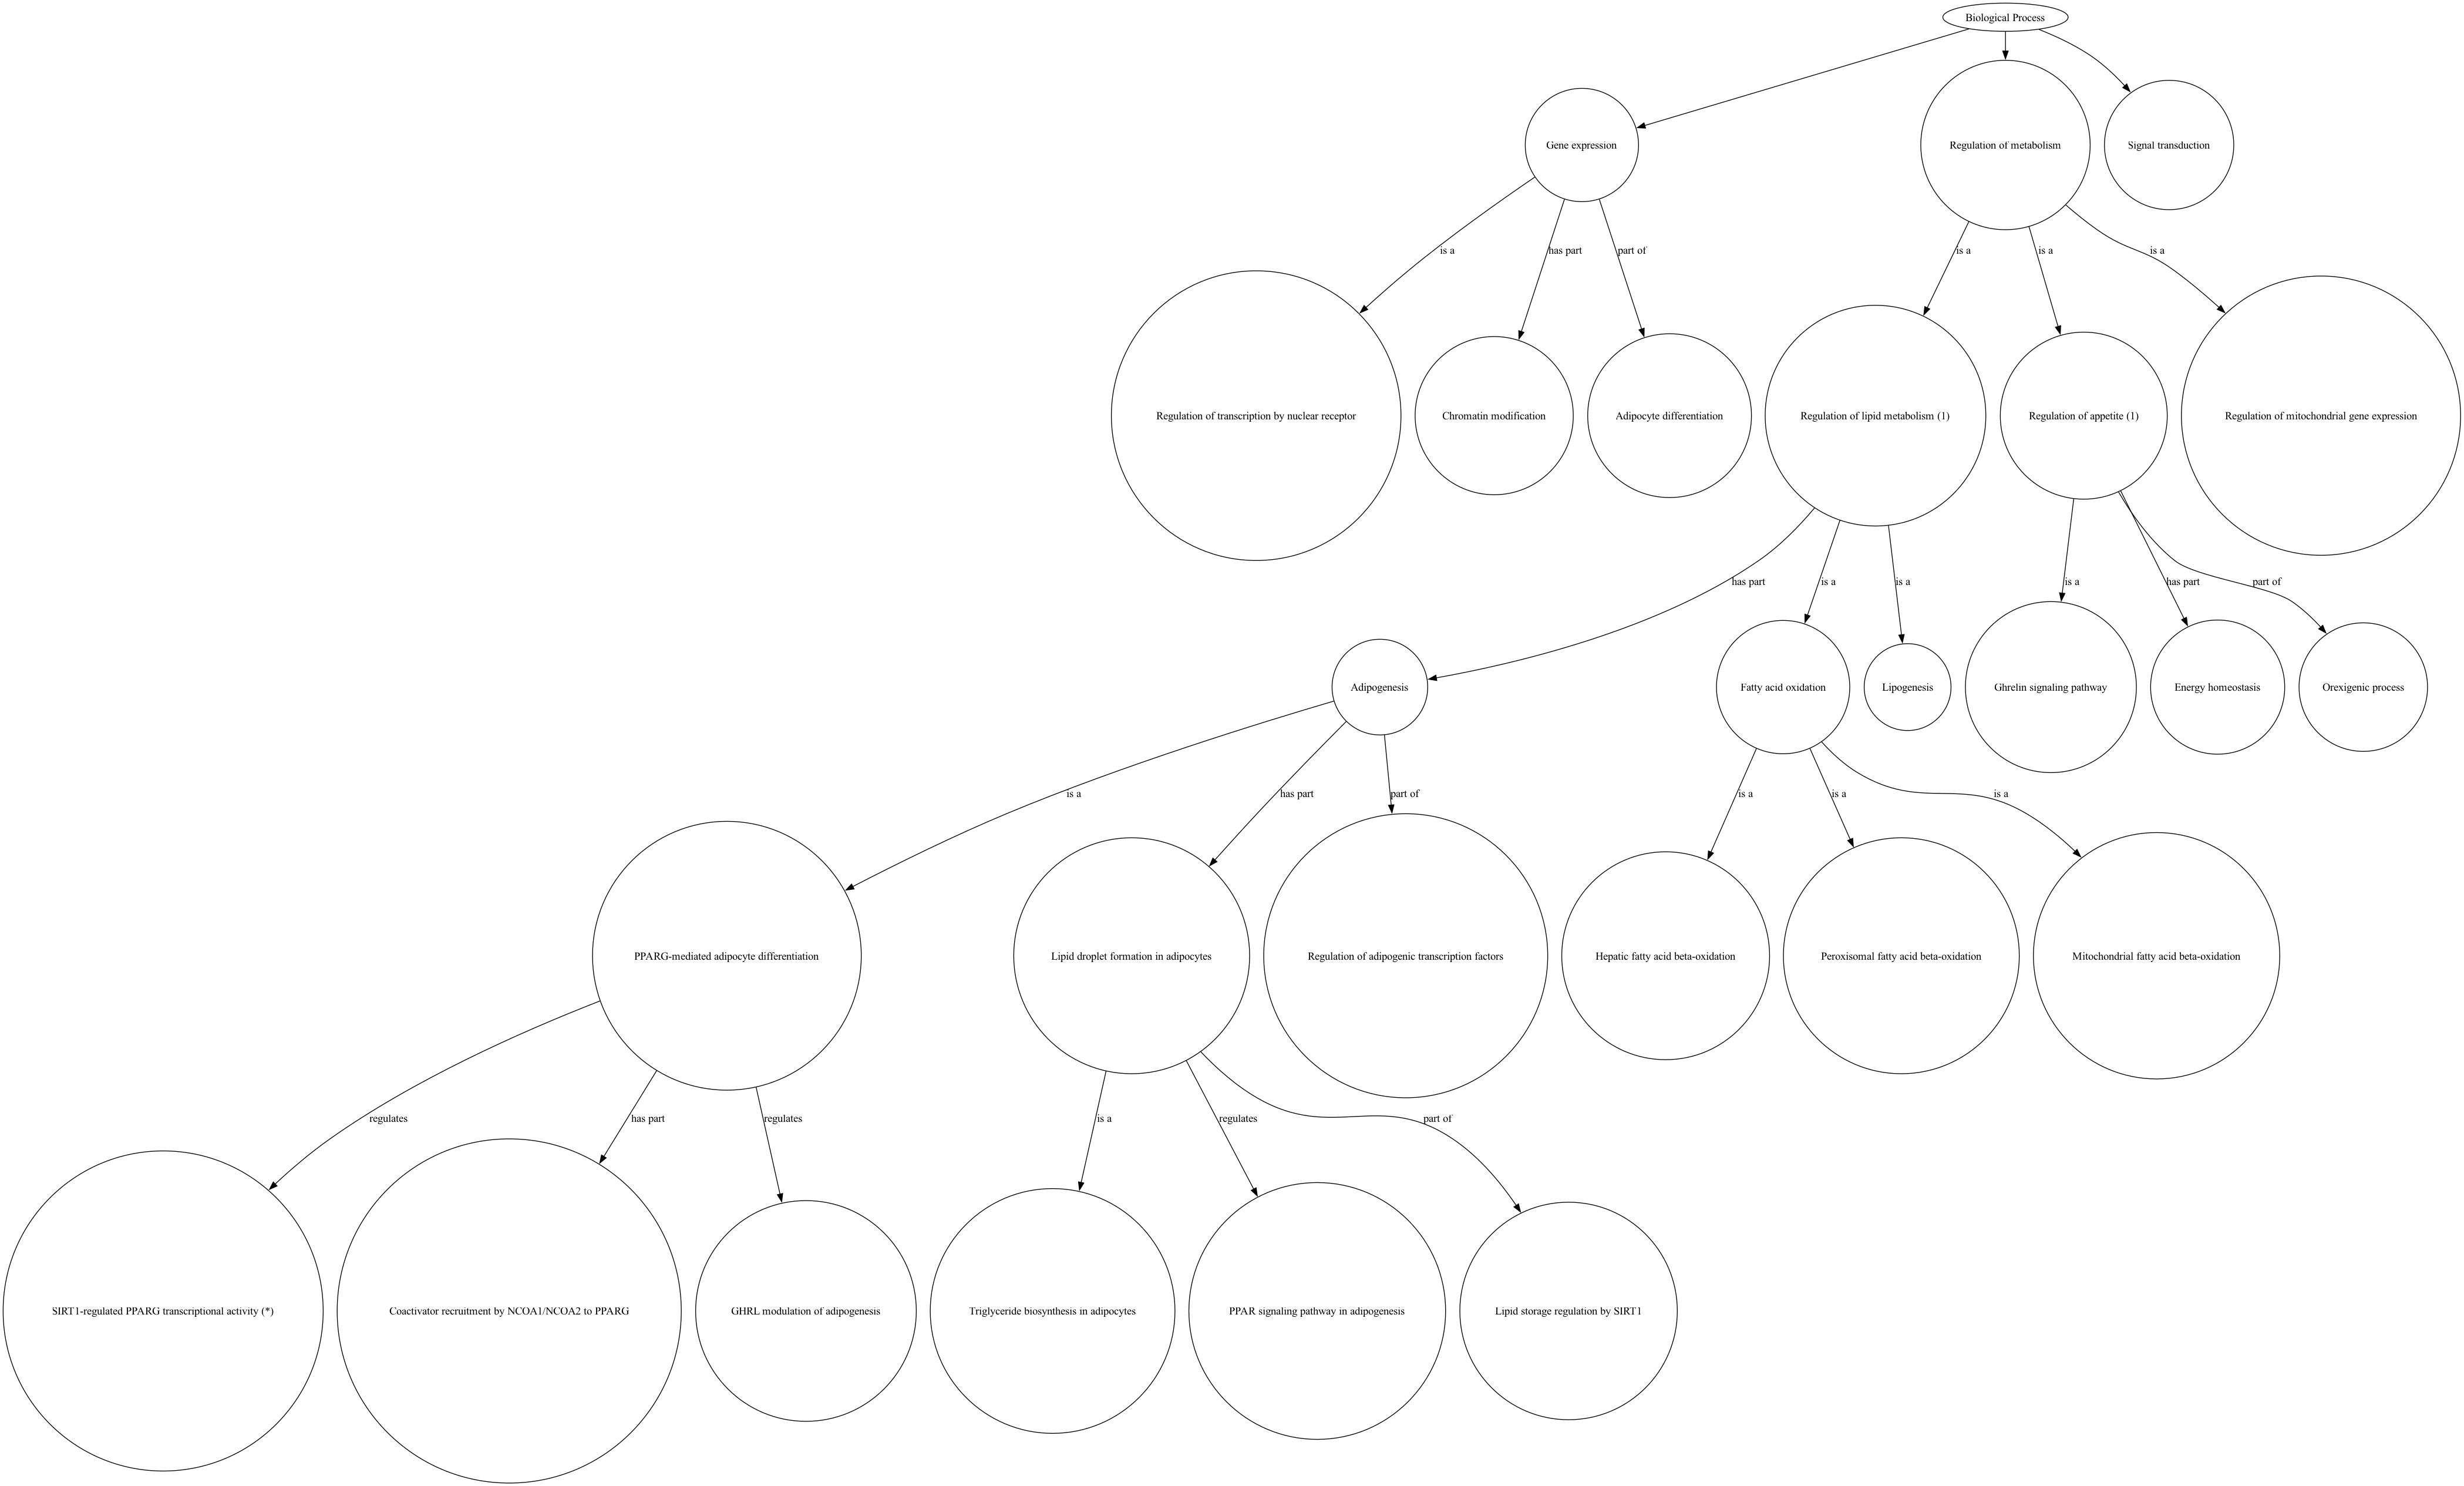 Biological Process
Gene expression
Regulation of metabolism
Signal transduction
is a
has part
part of
is a
is a
is a
Regulation of transcription by nuclear receptor
Chromatin modification
Adipocyte differentiation
Regulation of lipid metabolism (1)
Regulation of appetite (1)
Regulation of mitochondrial gene expression
has part
is a
is a
is a
has part
part of
Adipogenesis
Fatty acid oxidation
Lipogenesis
Ghrelin signaling pathway
Energy homeostasis
Orexigenic process
is a
has part
part of
is a
is a
is a
PPARG-mediated adipocyte differentiation
Lipid droplet formation in adipocytes
Regulation of adipogenic transcription factors
Hepatic fatty acid beta-oxidation
Peroxisomal fatty acid beta-oxidation
Mitochondrial fatty acid beta-oxidation
regulates
has part
regulates
is a
regulates
part of
SIRT1-regulated PPARG transcriptional activity (*)
Coactivator recruitment by NCOA1/NCOA2 to PPARG
GHRL modulation of adipogenesis
Triglyceride biosynthesis in adipocytes
PPAR signaling pathway in adipogenesis
Lipid storage regulation by SIRT1